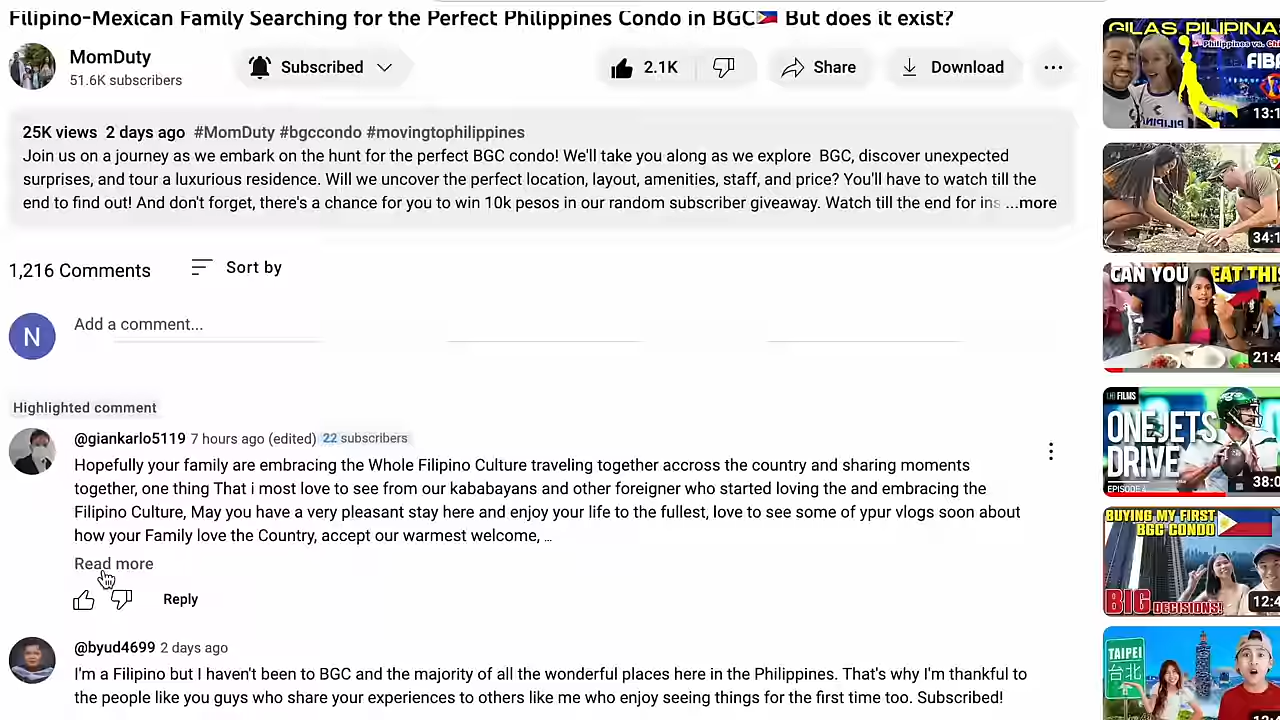 Filipino-Mexican Family Searching for the Perfect Philippines Condo in BGC🇵🇭 But does it exist?
MomDuty
51.6K subscribers
Subscribed
2.1K
Share
Download
25K views 2 days ago #MomDuty #bgccondo #movingtophilippines
Join us on a journey as we embark on the hunt for the perfect BGC condo! We'll take you along as we explore BGC, discover unexpected
surprises, and tour a luxurious residence. Will we uncover the perfect location, layout, amenities, staff, and price? You'll have to watch till the
end to find out! And don't forget, there's a chance for you to win 10k pesos in our random subscriber giveaway. Watch till the end for ins ...more
1,216 Comments
Sort by
N
Add a comment...
Highlighted comment
@giankarlo5119 7 hours ago (edited) 22 subscribers
Hopefully your family are embracing the Whole Filipino Culture traveling together accross the country and sharing moments
together, one thing That i most love to see from our kababayans and other foreigner who started loving the and embracing the
Filipino Culture, May you have a very pleasant stay here and enjoy your life to the fullest, love to see some of ypur vlogs soon about
how your Family love the Country, accept our warmest welcome, …
Read more
Reply
@byud4699 2 days ago
I'm a Filipino but I haven't been to BGC and the majority of all the wonderful places here in the Philippines. That's why I'm thankful to
the people like you guys who share your experiences to others like me who enjoy seeing things for the first time too. Subscribed!
GILAS PILIPINA
Philippines vs. Chi
FIBA
PILIPIN
13:1
34:1
CAN YOU EAT THIS
21:4
FILMS
ONE JETS
DRIVE
EPISODE 4
38:0
BUYING MY FIRST
BGC CONDO
BIG DECISIONS!
12:4
TAIPEI
台北